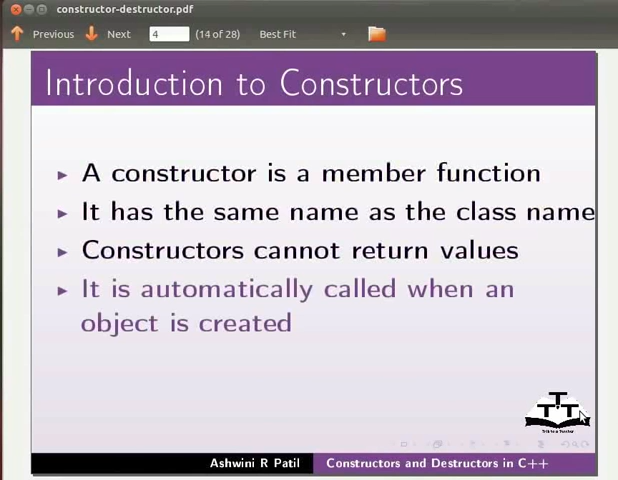 constructor-destructor.pdf
Previous Next 4 (14 of 28) Best Fit
Introduction to Constructors
A constructor is a member function
It has the same name as the class name
Constructors cannot return values
It is automatically called when an
object is created
Ashwini R Patil Constructors and Destructors in C++